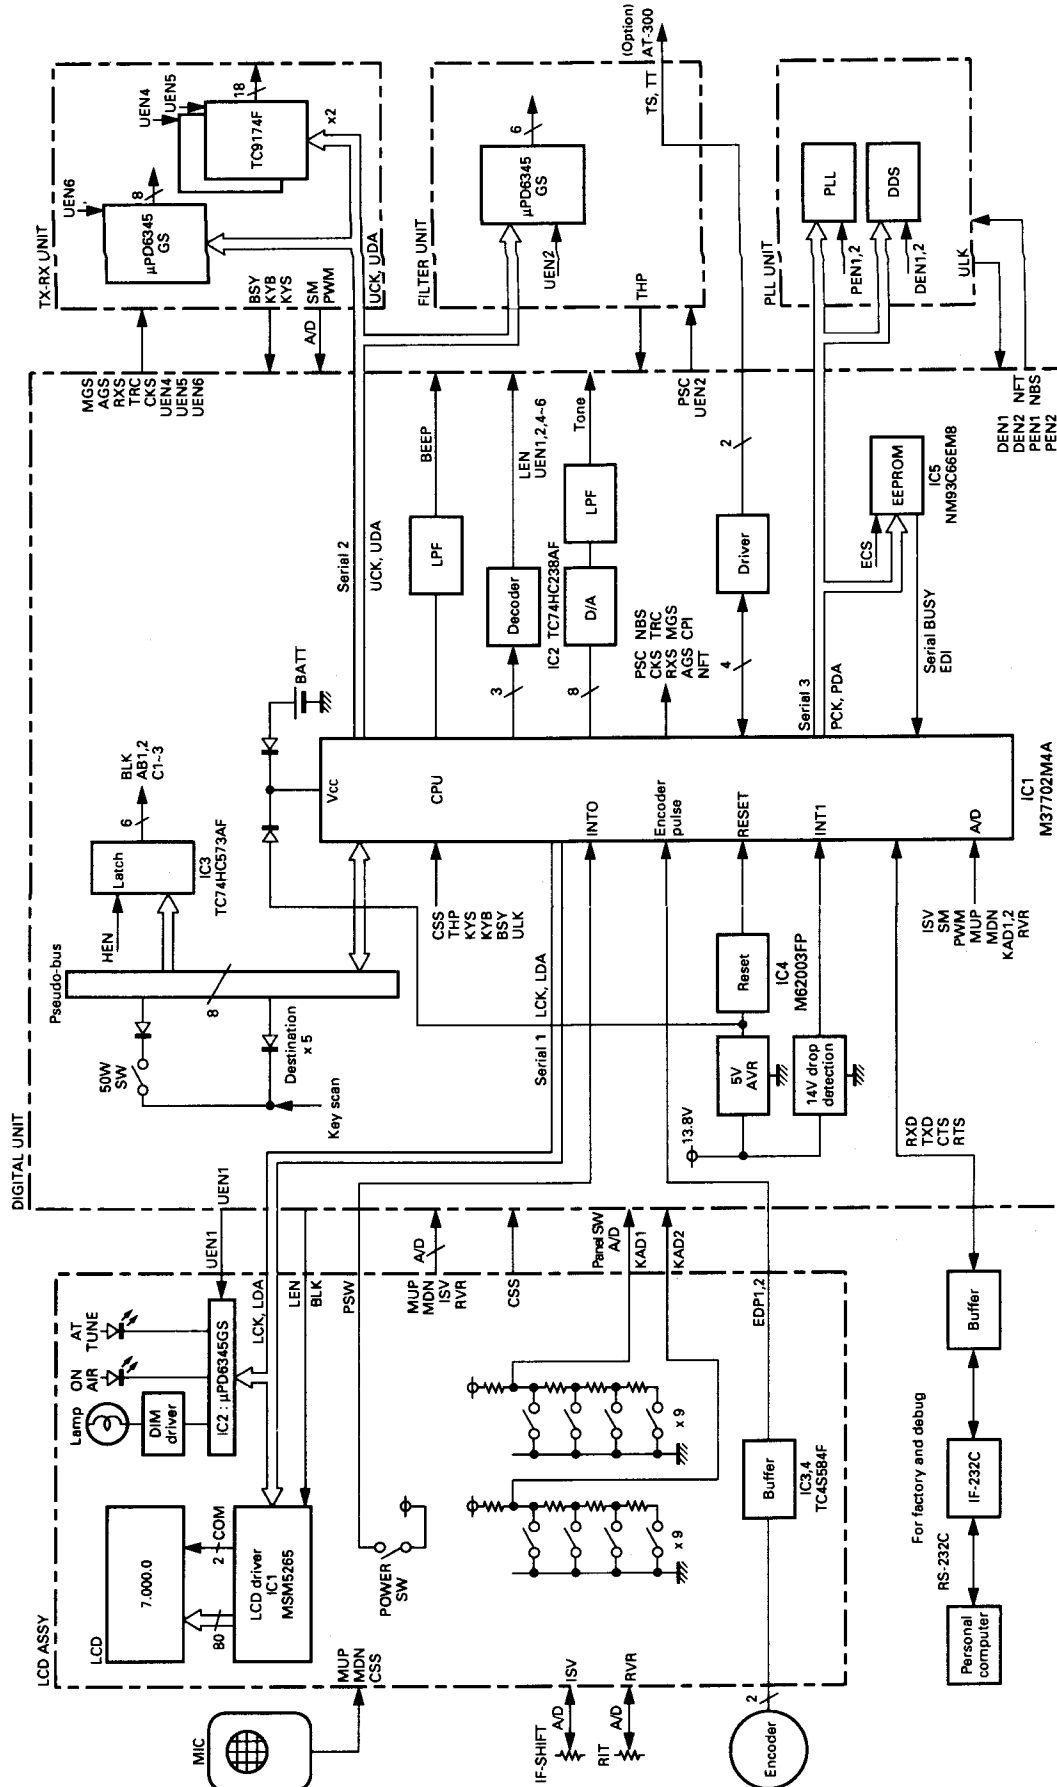 LCD ASSY
MIC
MUP
MDN
CSS
IF-SHIFT
A/D
ISV
RIT
A/D
RVR
Encoder
2
LCD
7.000.0
80
2
COM
LCD driver
IC1
MSM5265
Lamp
ON
AIR
AT
TUNE
DIM
driver
IC2 : µPD6345GS
UEN1
UEN1
LCK, LDA
LEN
BLK
PSW
POWER
SW
MUP
MDN
ISV
RVR
A/D
CSS
Panel SW
A/D
KAD1
KAD2
x 9
x 9
EDP1,2
Buffer
IC3,4
TC4S584F
For factory and debug
Personal
computer
RS-232C
IF-232C
Buffer
RXD
TXD
CTS
RTS
DIGITAL UNIT
Pseudo-bus
50W
SW
Destination
x 5
Key scan
8
HEN
Latch
IC3
TC74HC573AF
6
BLK
AB1,2
C1~3
BATT
Serial 1
LCK, LDA
CSS
THP
KYS
KYB
BSY
ULK
13.8V
5V
AVR
Reset
IC4
M62003FP
14V drop
detection
ISV
SM
PWM
MUP
MDN
KAD1,2
RVR
Vcc
CPU
INTO
Encoder
pulse
RESET
INT1
A/D
IC1
M37702M4A
Serial 2
UCK, UDA
LPF
BEEP
3
Decoder
IC2 TC74HC238AF
LEN
UEN1,2,4~6
8
D/A
LPF
Tone
PSC NBS
CKS TRC
RXS MGS
AGS CPI
NFT
4
Driver
2
Serial 3
PCK, PDA
ECS
EEPROM
IC5
NM93C66EM8
Serial BUSY
EDI
MGS
AGS
RXS
TRC
CKS
UEN4
UEN5
UEN6
PSC
UEN2
DEN1
DEN2 NFT
PEN1 NBS
PEN2
TX-RX UNIT
BSY
KYB
KYS
A/D
SM
PWM
UCK, UDA
UEN6
µPD6345
GS
8
UEN4
UEN5
TC9174F
18
x2
FILTER UNIT
UEN2
µPD6345
GS
6
THP
TS, TT
(Option)
AT-300
PLL UNIT
PLL
PEN1,2
DDS
DEN1,2
ULK